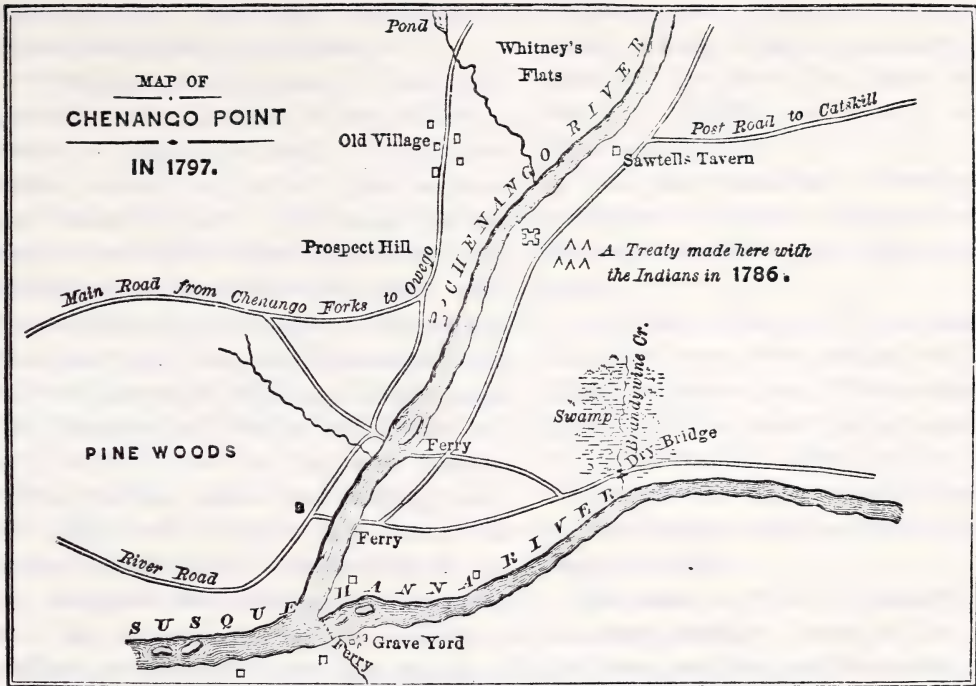 MAP OF
CHENANGO POINT
IN 1797.
Pond
Whitney's
Flats
Old Village
CHENANGO RIVER
Post Road to Catskill
Sawtells Tavern
Prospect Hill
A Treaty made here with
the Indians in 1786.
Main Road from Chenango Forks to Owego
Swamp
Brandywine Cr.
Dry Bridge
PINE WOODS
Ferry
Ferry
River Road
SUSQUEHANNA RIVER
Ferry
Grave Yard